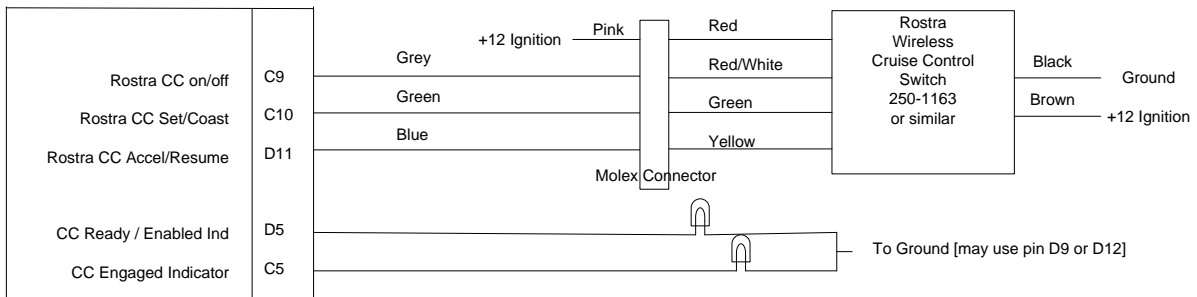 Pink
+12 Ignition
Red
Rostra
Wireless
Cruise Control
Switch
250-1163
or similar
Grey
Red/White
Black
Rostra CC on/off
C9
Ground
Green
Green
Brown
Rostra CC Set/Coast
C10
+12 Ignition
Blue
Yellow
Rostra CC Accel/Resume
D11
Molex Connector
CC Ready / Enabled Ind
D5
To Ground [may use pin D9 or D12]
CC Engaged Indicator
C5